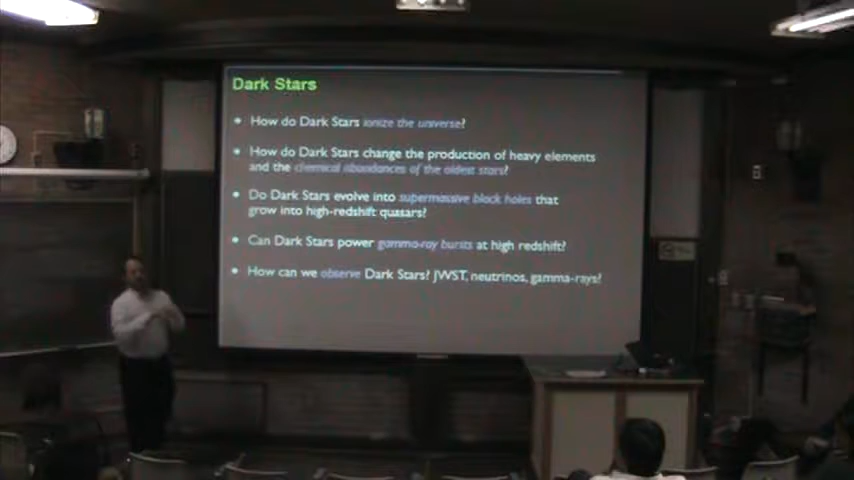 Dark Stars
• How do Dark Stars ionize the universe?
• How do Dark Stars change the production of heavy elements
and the chemical abundances of the oldest stars?
• Do Dark Stars evolve into supermassive black holes that
grow into high-redshift quasars?
• Can Dark Stars power gamma-ray bursts at high redshift?
• How can we observe Dark Stars? JWST, neutrinos, gamma-rays?